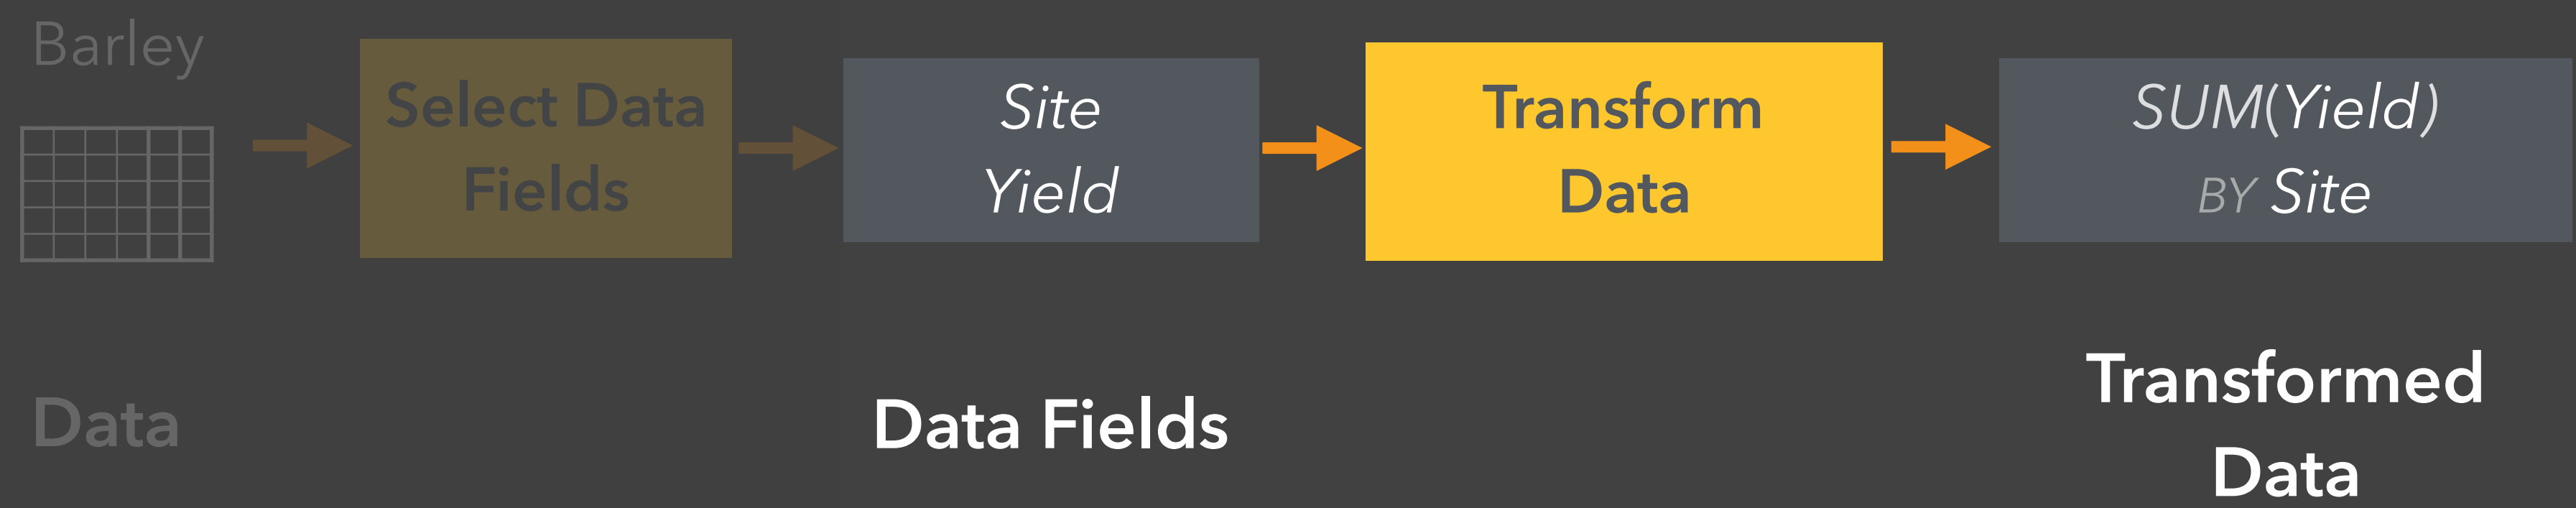 Barley
Select Data
Fields
Site
Yield
Transform
Data
SUM(Yield)
BY Site
Data
Data Fields
Transformed
Data